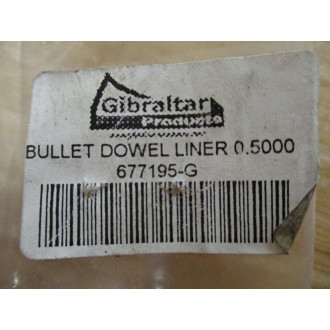 Gibraltar
Products
BULLET DOWEL LINER 0.5000
677195-G